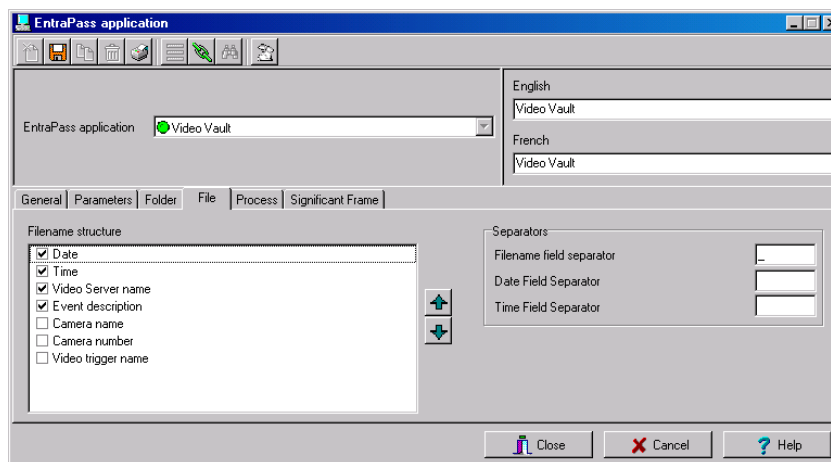 EntraPass application
English
Video Vault
EntraPass application
Video Vault
French
Video Vault
General
Parameters
Folder
File
Process
Significant Frame
Filename structure
Date
Time
Video Server name
Event description
Camera name
Camera number
Video trigger name
Separators
Filename field separator
_
Date Field Separator
Time Field Separator
Close
Cancel
Help